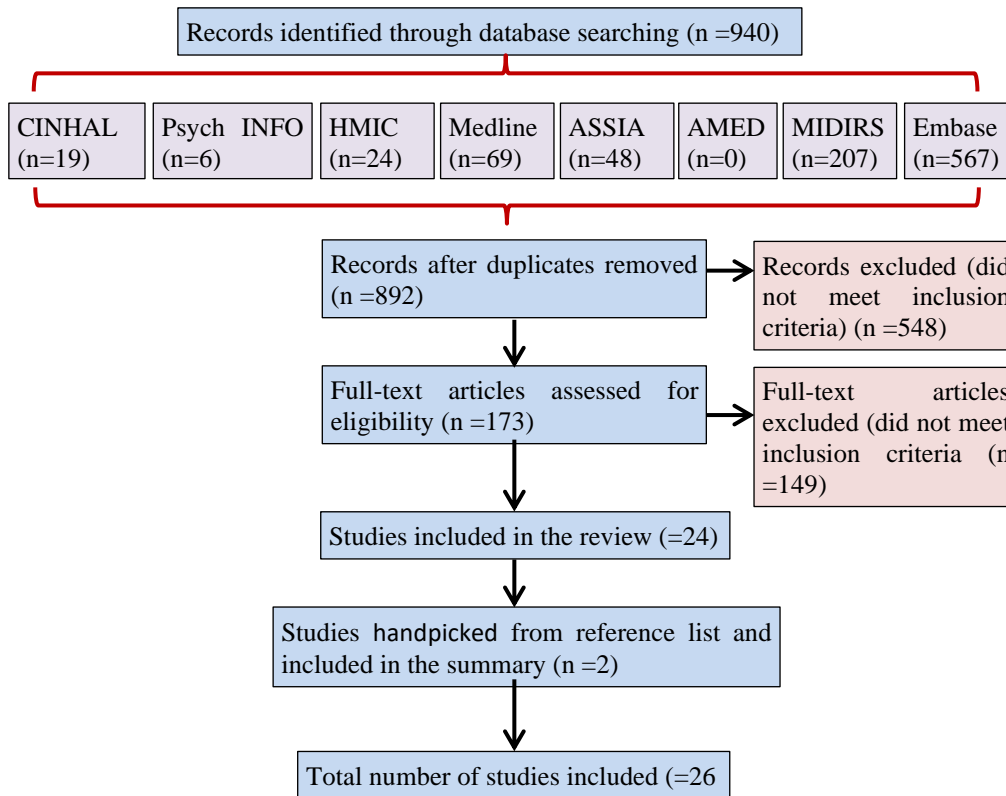 Records identified through database searching (n =940)
CINHAL
(n=19)
Psych INFO
(n=6)
HMIC
(n=24)
Medline
(n=69)
ASSIA
(n=48)
AMED
(n=0)
MIDIRS
(n=207)
Embase
(n=567)
Records after duplicates removed
(n =892)
Records excluded (did
not meet inclusion
criteria) (n =548)
Full-text articles assessed for
eligibility (n =173)
Full-text articles
excluded (did not meet
inclusion criteria (n
=149)
Studies included in the review (=24)
Studies handpicked from reference list and
included in the summary (n =2)
Total number of studies included (=26